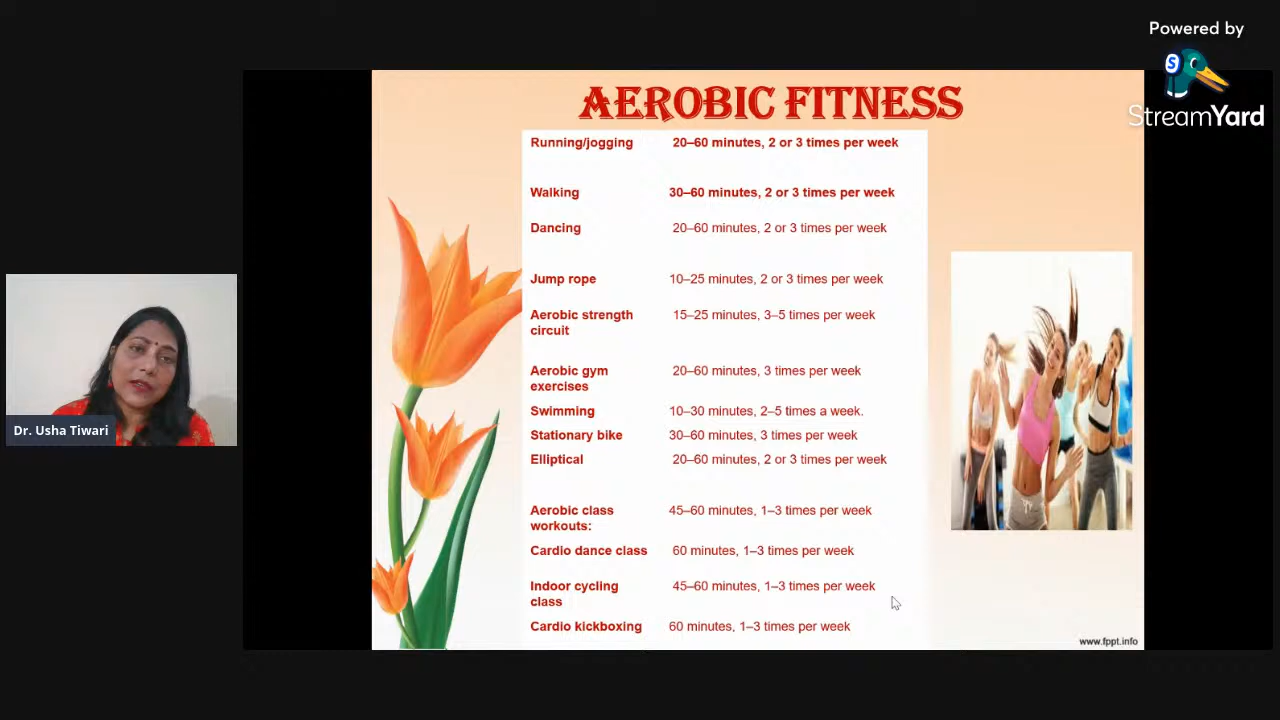 Powered by
S
StreamYard
AEROBIC FITNESS
Running/jogging 20–60 minutes, 2 or 3 times per week
Walking 30–60 minutes, 2 or 3 times per week
Dancing 20–60 minutes, 2 or 3 times per week
Jump rope 10–25 minutes, 2 or 3 times per week
Aerobic strength 15–25 minutes, 3–5 times per week
circuit
Aerobic gym 20–60 minutes, 3 times per week
exercises
Swimming 10–30 minutes, 2–5 times a week.
Stationary bike 30–60 minutes, 3 times per week
Elliptical 20–60 minutes, 2 or 3 times per week
Aerobic class 45–60 minutes, 1–3 times per week
workouts:
Cardio dance class 60 minutes, 1–3 times per week
Indoor cycling 45–60 minutes, 1–3 times per week
class
Cardio kickboxing 60 minutes, 1–3 times per week
www.fppt.info
Dr. Usha Tiwari